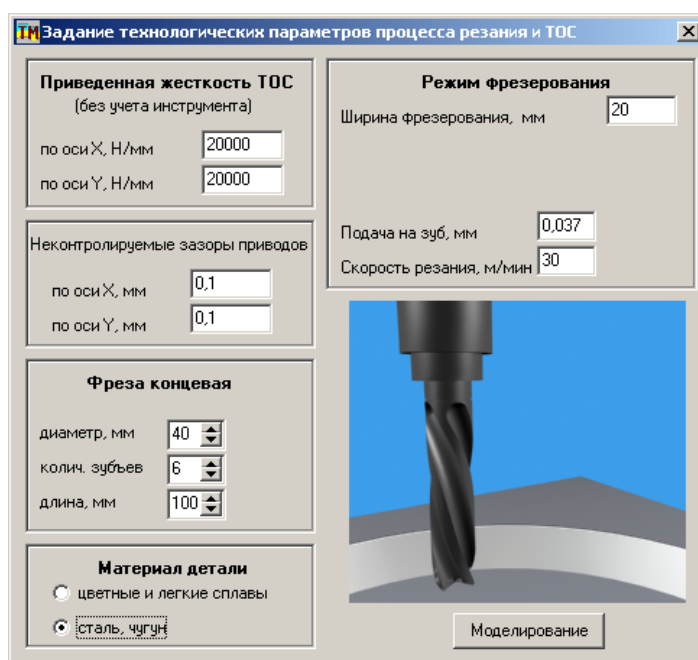 ТМ Задание технологических параметров процесса резания и ТОС
Приведенная жесткость ТОС
(без учета инструмента)
по оси X, Н/мм 20000
по оси Y, Н/мм 20000
Неконтролируемые зазоры приводов
по оси X, мм 0,1
по оси Y, мм 0,1
Фреза концевая
диаметр, мм 40
колич. зубъев 6
длина, мм 100
Материал детали
цветные и легкие сплавы
сталь, чугун
Режим фрезерования
Ширина фрезерования, мм 20
Подача на зуб, мм 0,037
Скорость резания, м/мин 30
Моделирование